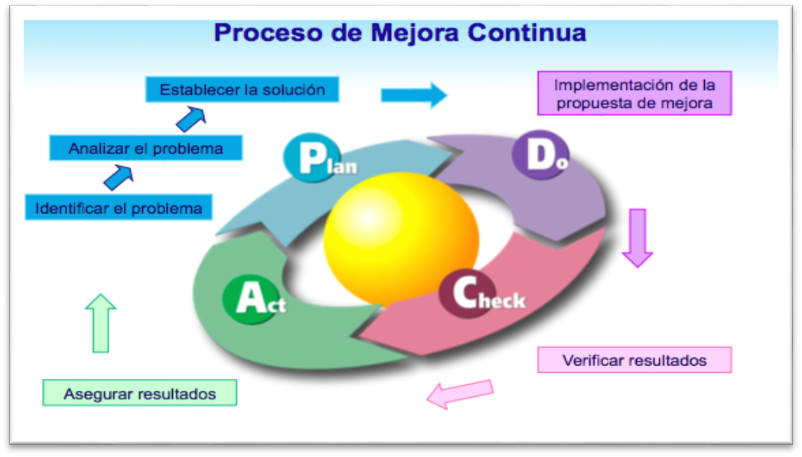 Proceso de Mejora Continua
Establecer la solución
Implementación de la
propuesta de mejora
Analizar el problema
Plan
Do
Identificar el problema
Act
Check
Verificar resultados
Asegurar resultados